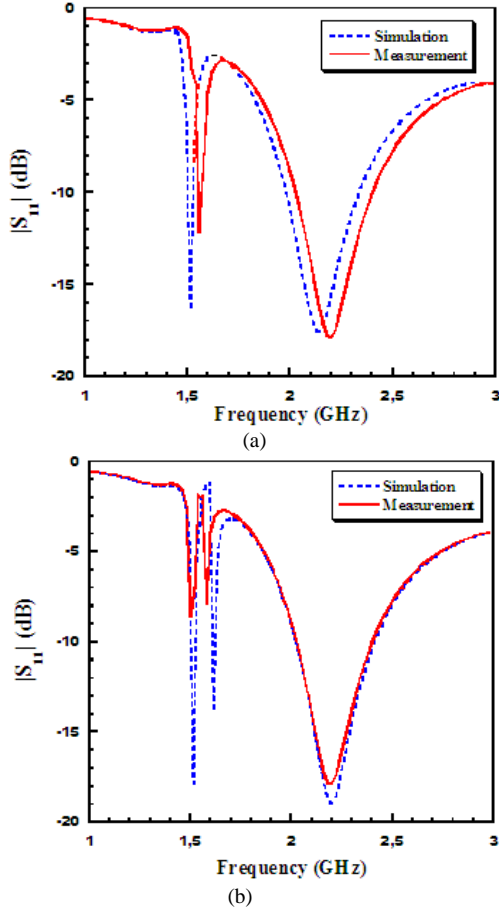 0
-5
-10
-15
-20
|S11| (dB)
Simulation
Measurement
1
1,5
2
2,5
3
Frequency (GHz)
(a)
0
-5
-10
-15
-20
|S11| (dB)
Simulation
Measurement
1
1,5
2
2,5
3
Frequency (GHz)
(b)